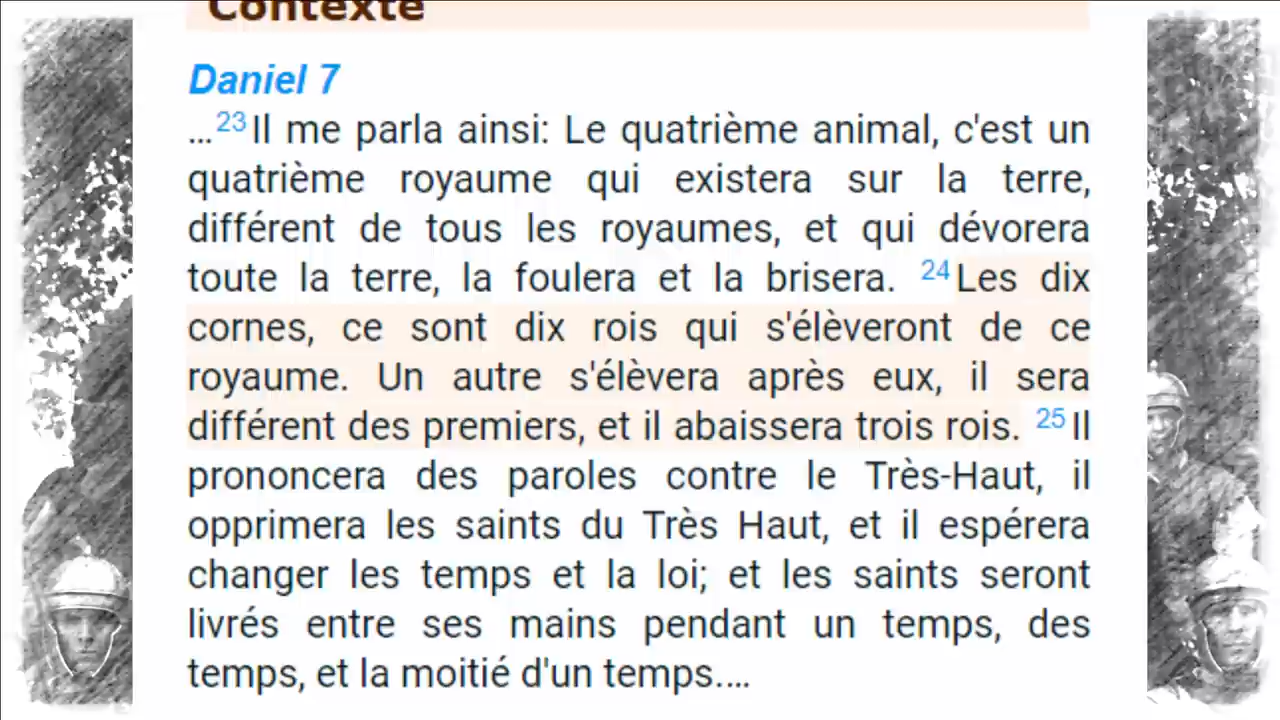 Contexte
Daniel 7
...23 Il me parla ainsi: Le quatrième animal, c'est un
quatrième royaume qui existera sur la terre,
différent de tous les royaumes, et qui dévorera
toute la terre, la foulera et la brisera. 24 Les dix
cornes, ce sont dix rois qui s'élèveront de ce
royaume. Un autre s'élèvera après eux, il sera
différent des premiers, et il abaissera trois rois. 25 Il
prononcera des paroles contre le Très-Haut, il
opprimera les saints du Très Haut, et il espérera
changer les temps et la loi; et les saints seront
livrés entre ses mains pendant un temps, des
temps, et la moitié d'un temps....